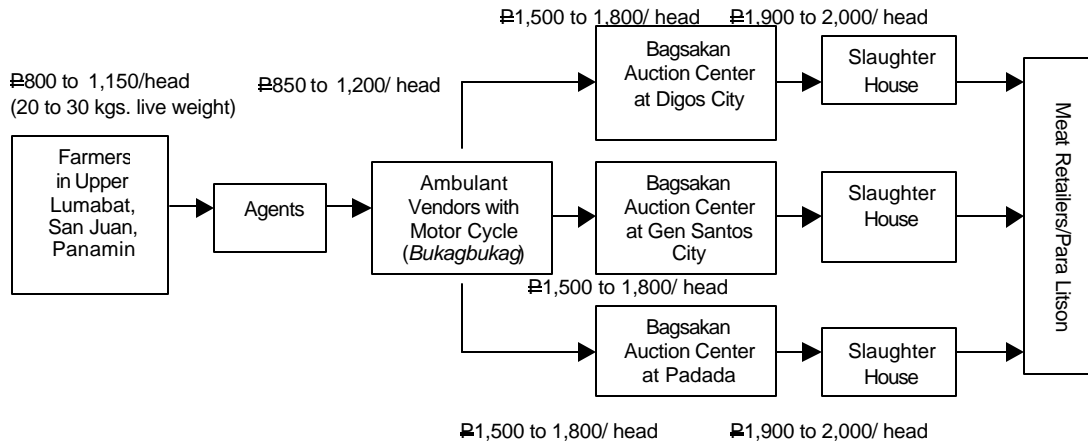 ₱1,500 to 1,800/ head
₱1,900 to 2,000/ head
₱800 to 1,150/head
(20 to 30 kgs. live weight)
₱850 to 1,200/ head
Farmers
in Upper
Lumabat,
San Juan,
Panamin
Agents
Ambulant
Vendors with
Motor Cycle
(Bukagbukag)
Bagsakan
Auction Center
at Digos City
Slaughter
House
Bagsakan
Auction Center
at Gen Santos
City
Slaughter
House
₱1,500 to 1,800/ head
Bagsakan
Auction Center
at Padada
Slaughter
House
Meat Retailers/Para Litson
₱1,500 to 1,800/ head
₱1,900 to 2,000/ head